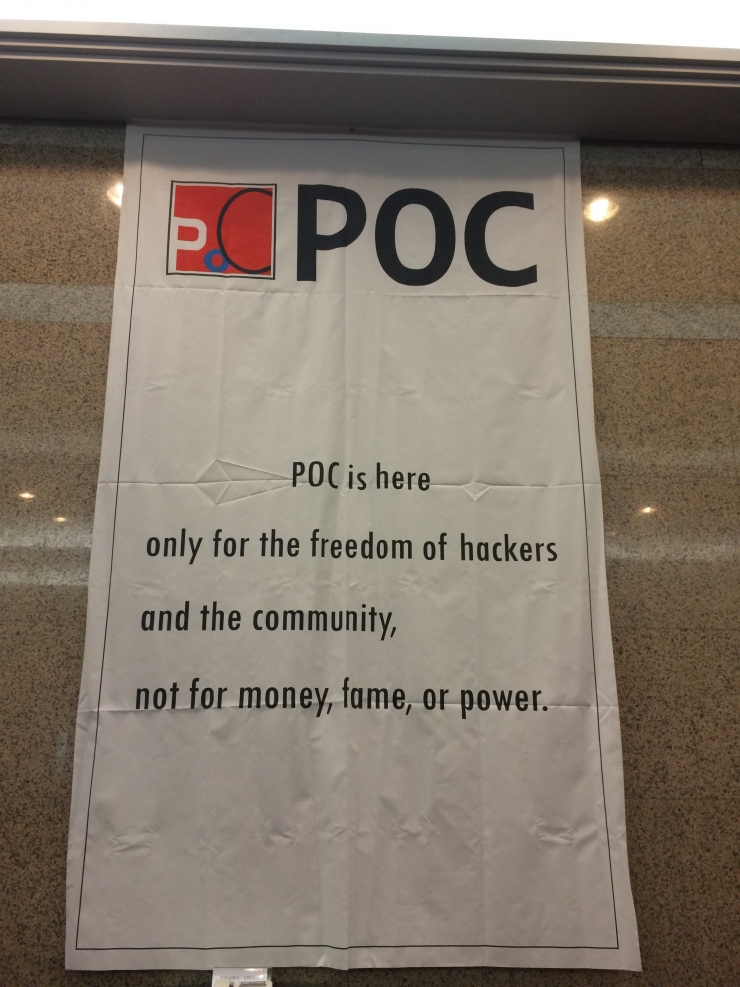 PoC POC
POC is here
only for the freedom of hackers
and the community,
not for money, fame, or power.